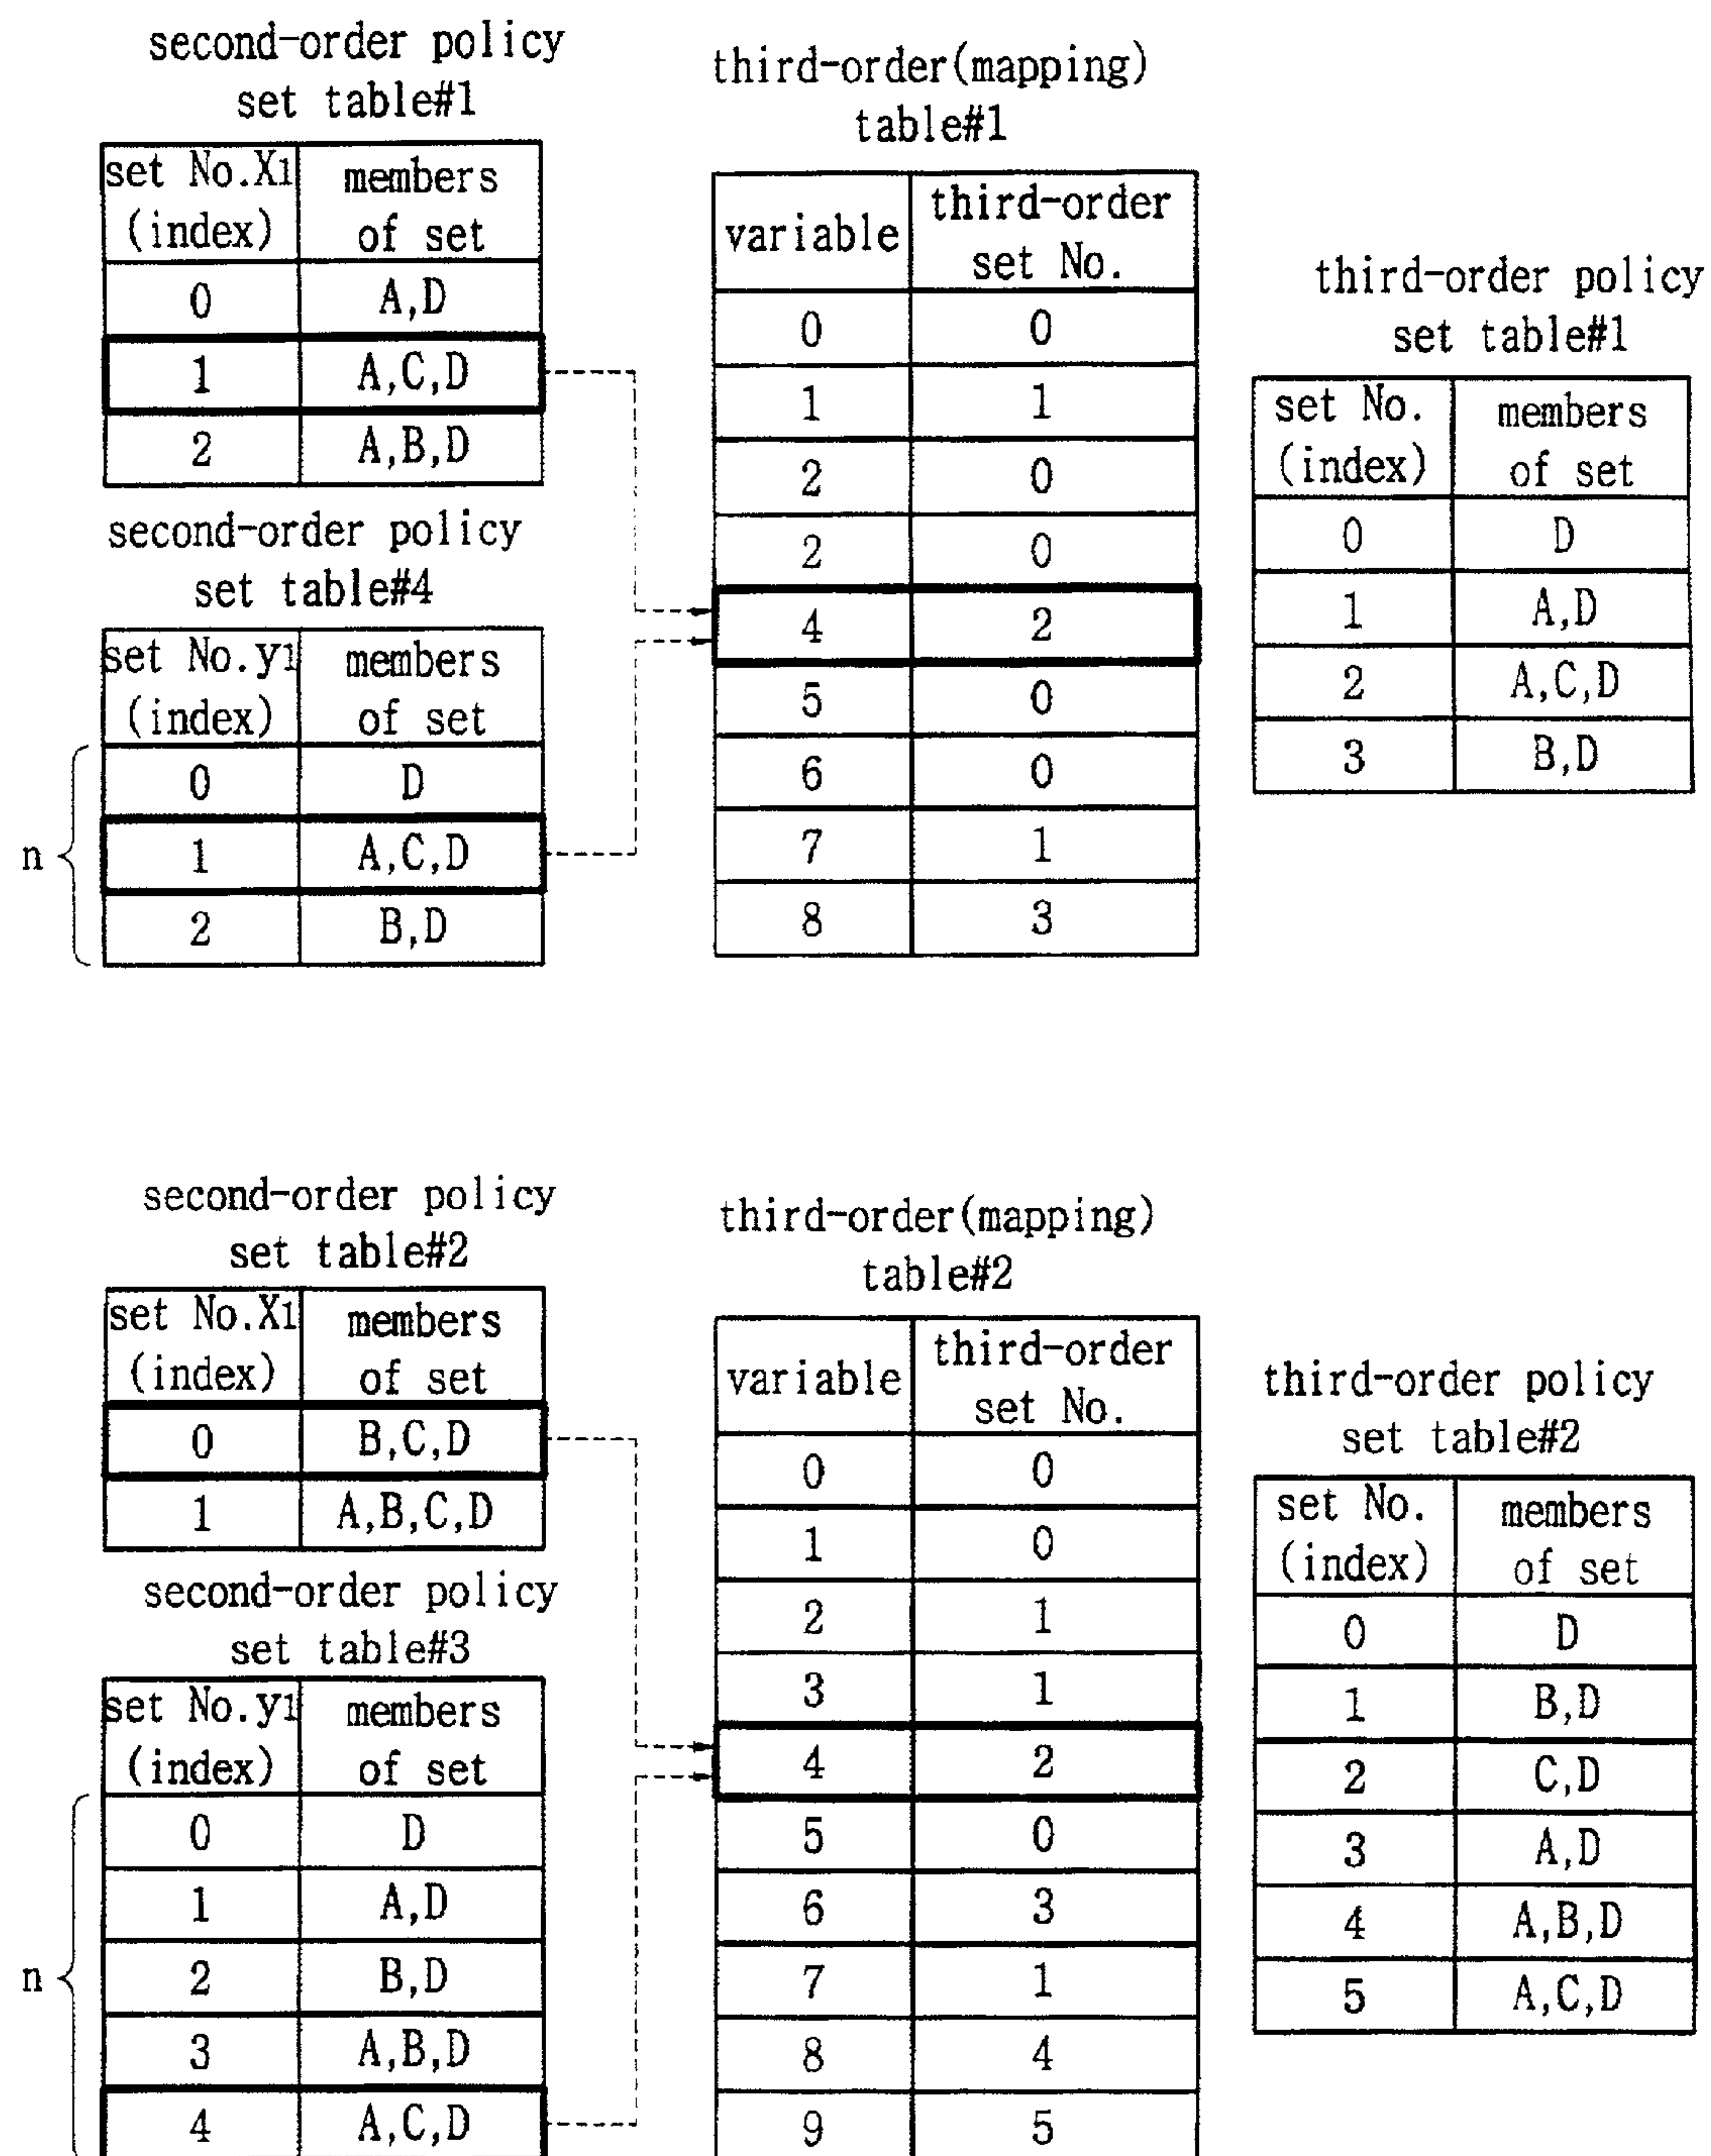 second-order policy
set table#1
set No.X1 members
(index) of set
0 A,D
1 A,C,D
2 A,B,D
second-order policy
set table#4
set No.y1 members
(index) of set
0 D
1 A,C,D
2 B,D
n
third-order(mapping)
table#1
variable third-order
set No.
0 0
1 1
2 0
2 0
4 2
5 0
6 0
7 1
8 3
third-order policy
set table#1
set No. members
(index) of set
0 D
1 A,D
2 A,C,D
3 B,D
second-order policy
set table#2
set No.X1 members
(index) of set
0 B,C,D
1 A,B,C,D
second-order policy
set table#3
set No.y1 members
(index) of set
0 D
1 A,D
2 B,D
3 A,B,D
4 A,C,D
n
third-order(mapping)
table#2
variable third-order
set No.
0 0
1 0
2 1
3 1
4 2
5 0
6 3
7 1
8 4
9 5
third-order policy
set table#2
set No. members
(index) of set
0 D
1 B,D
2 C,D
3 A,D
4 A,B,D
5 A,C,D